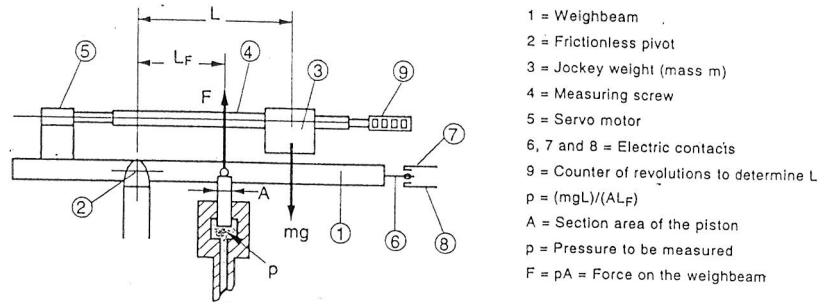 L
L_F
⑤
④
③
⑨
F
⑦
A
②
mg
①
⑥
⑧
p
1 = Weighbeam
2 = Frictionless pivot
3 = Jockey weight (mass m)
4 = Measuring screw
5 = Servo motor
6, 7 and 8 = Electric contacts
9 = Counter of revolutions to determine L
p = (mgL)/(AL_F)
A = Section area of the piston
p = Pressure to be measured
F = pA = Force on the weighbeam